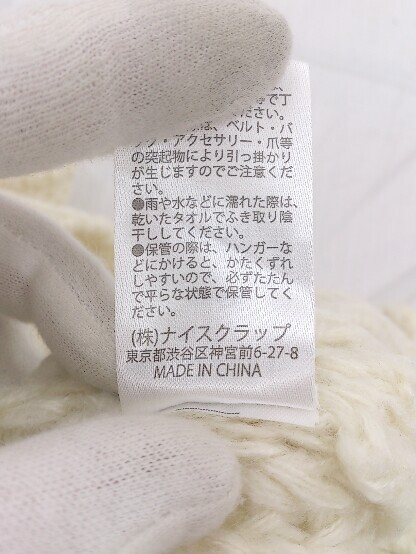 等で丁
ださい。
は、ベルト・バ
ッグ・アクセサリー・爪等
の突起物により引っ掛かり
が生じますのでご注意くだ
さい。
●雨や水などに濡れた際は、
乾いたタオルでふき取り陰
干ししてください。
●保管の際は、ハンガーな
どにかけると、かたくずれ
しやすいので、必ずたたん
で平らな状態で保管してく
ださい。
(株)ナイスクラップ
東京都渋谷区神宮前6-27-8
MADE IN CHINA